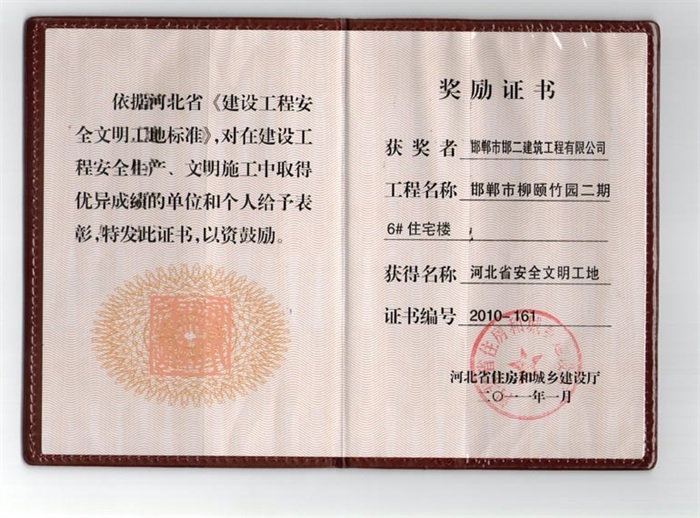 依据河北省《建设工程安
全文明工地标准》，对在建设工
程安全生产、文明施工中取得
优异成绩的单位和个人给予表
彰，特发此证书，以资鼓励。
奖励证书
获奖者 邯郸市邯二建筑工程有限公司
工程名称 邯郸市柳颐竹园二期
6#住宅楼
获得名称 河北省安全文明工地
证书编号 2010-161
河北省住房和城乡建设厅
二〇一一年一月